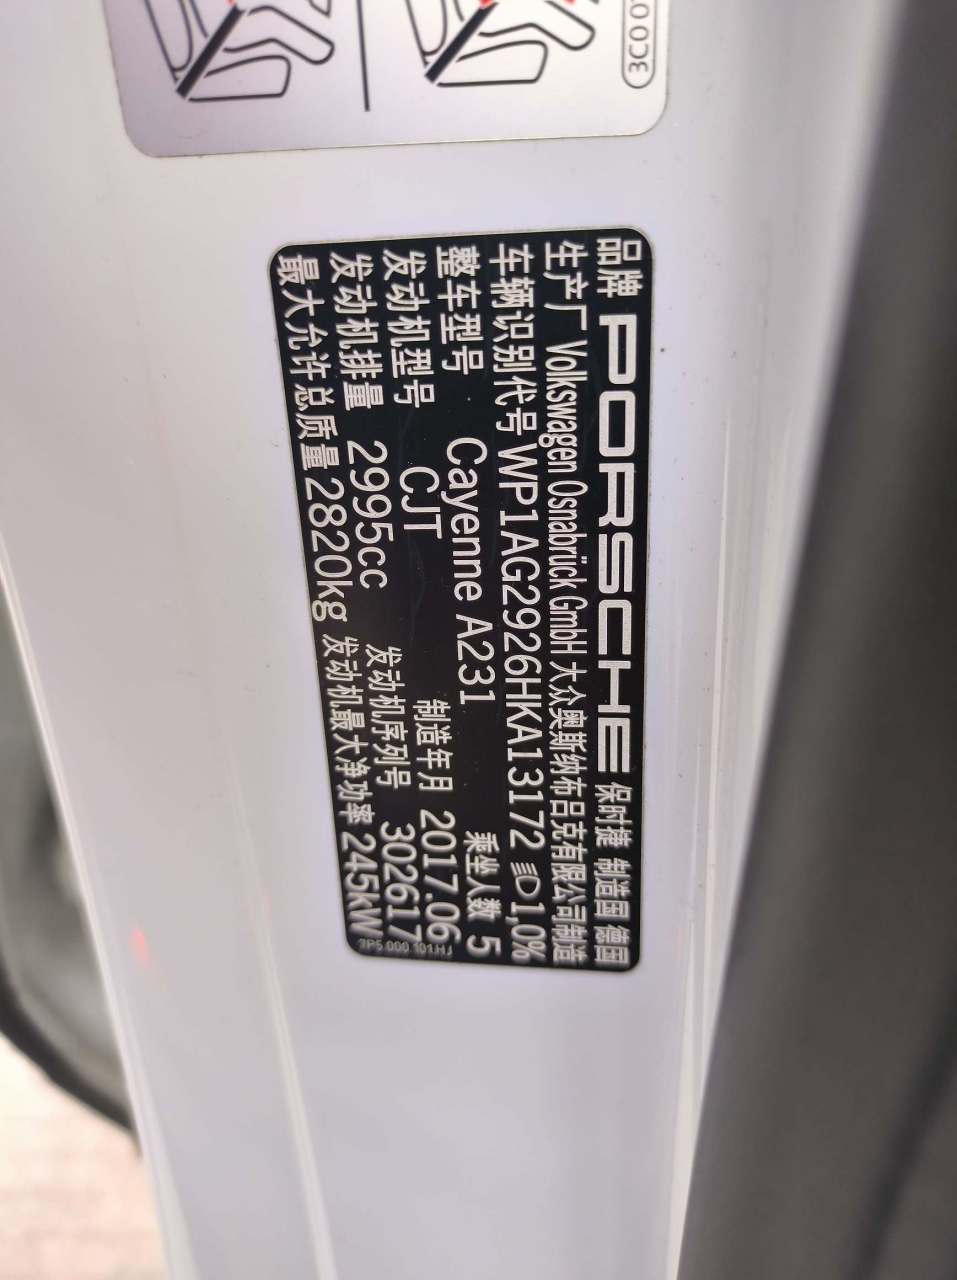 3C0 0
品牌 PORSCHE 保时捷 制造国 德国
生产厂 Volkswagen Osnabrück GmbH 大众奥斯纳布吕克有限公司制造
车辆识别代号 WP1AG2926HKA13172 1,0%
整车型号 Cayenne A231 乘坐人数 5
发动机型号 CJT 制造年月 2017.06
发动机排量 2995cc 发动机序列号 302617
最大允许总质量 2820kg 发动机最大净功率 245kW
7P5.000.101.HJ